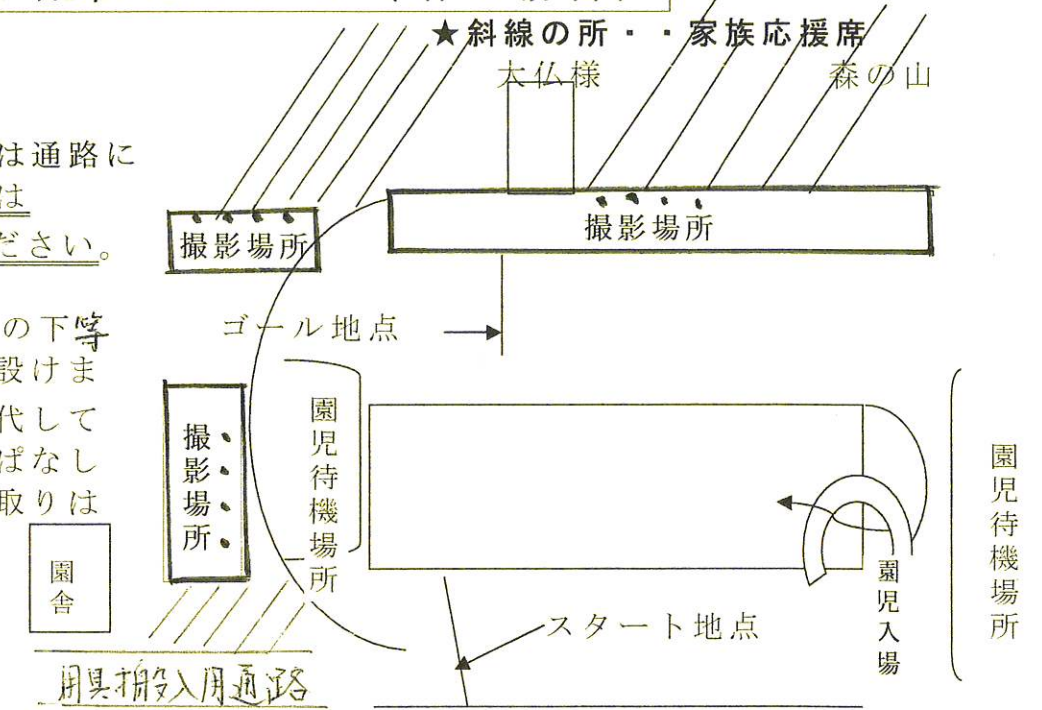 ★斜線の所・・家族応援席
大仏様
森の山
は通路に
は
ださい。
撮影場所
撮影場所
の下等
設けま
代して
ぱなし
取りは
ゴール地点
撮影場所
園児待機場所
園児待機場所
園舎
園児入場
スタート地点
用具搬入用通路